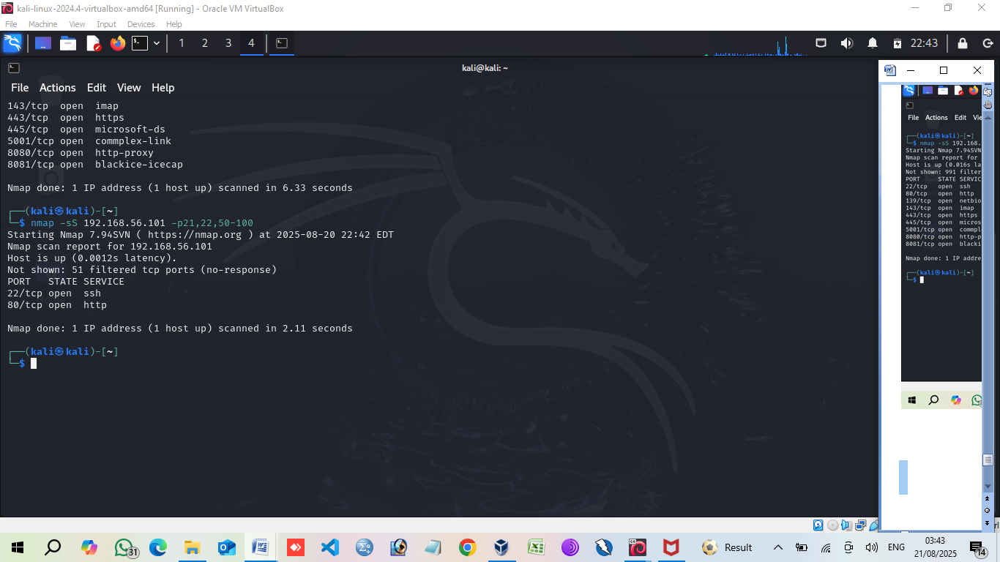 kali-linux-2024.4-virtualbox-amd64 [Running] - Oracle VM VirtualBox
File Machine View Input Devices Help
1 2 3 4 22:43
kali@kali: ~
File Actions Edit View Help
143/tcp open imap
443/tcp open https
445/tcp open microsoft-ds
5001/tcp open commplex-link
8080/tcp open http-proxy
8081/tcp open blackice-icecap
Nmap done: 1 IP address (1 host up) scanned in 6.33 seconds
┌──(kali㉿kali)-[~]
└─$ nmap -sS 192.168.56.101 -p21,22,50-100
Starting Nmap 7.94SVN ( https://nmap.org ) at 2025-08-20 22:42 EDT
Nmap scan report for 192.168.56.101
Host is up (0.0012s latency).
Not shown: 51 filtered tcp ports (no-response)
PORT STATE SERVICE
22/tcp open ssh
80/tcp open http
Nmap done: 1 IP address (1 host up) scanned in 2.11 seconds
┌──(kali㉿kali)-[~]
└─$
File Actions Edit Vie
┌──(kali㉿kali)-[~]
└─$ nmap -sS 192.168.
Starting Nmap 7.94SVN
Nmap scan report for
Host is up (0.016s la
Not shown: 991 filter
PORT STATE SERVIC
22/tcp open ssh
80/tcp open http
139/tcp open netbio
143/tcp open imap
443/tcp open https
445/tcp open micros
5001/tcp open commpl
8080/tcp open http-p
8081/tcp open blacki
Nmap done: 1 IP addre
┌──(kali㉿kali)-[~]
└─$
31
Result
ENG
03:43
21/08/2025
14